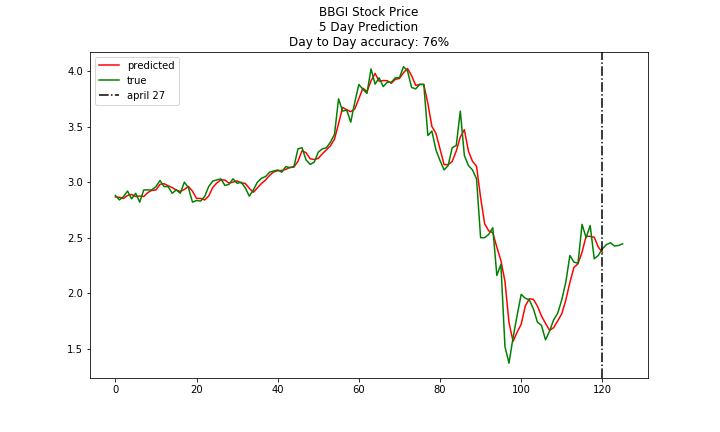 BBGI Stock Price
5 Day Prediction
Day to Day accuracy: 76%
predicted
true
april 27
4.0
3.5
3.0
2.5
2.0
1.5
0 20 40 60 80 100 120